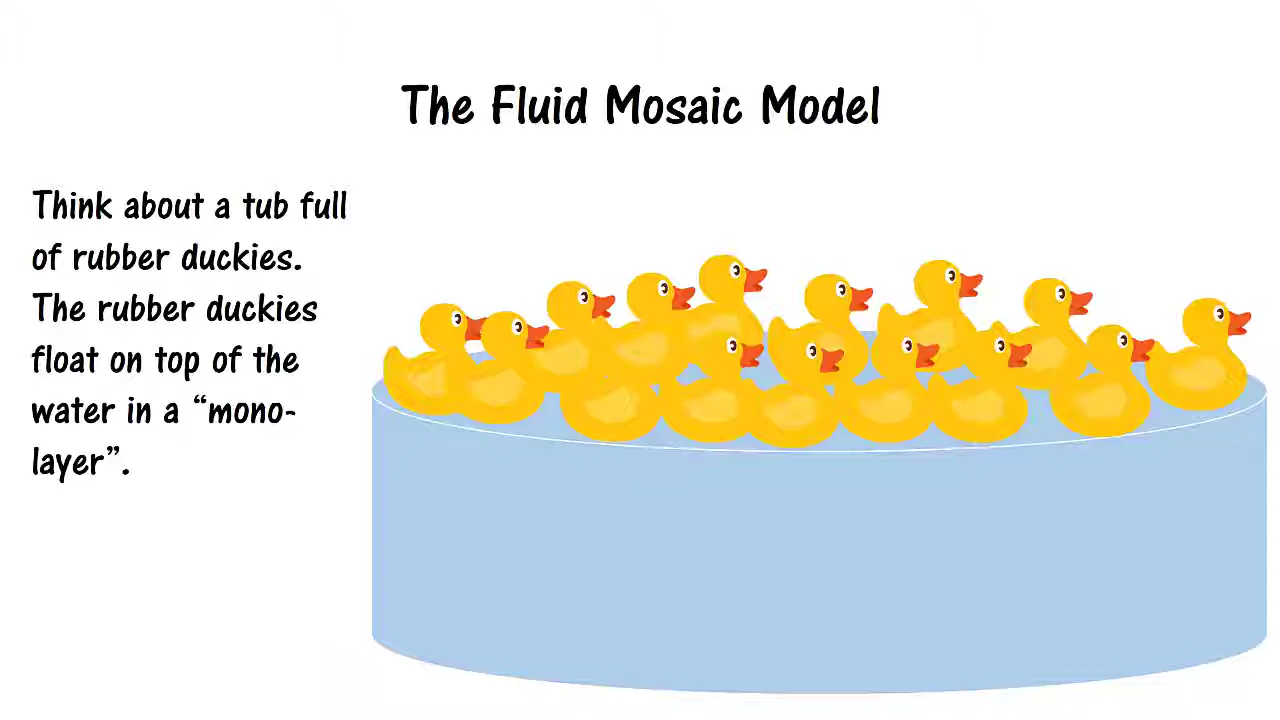 The Fluid Mosaic Model
Think about a tub full
of rubber duckies.
The rubber duckies
float on top of the
water in a “mono-
layer”.